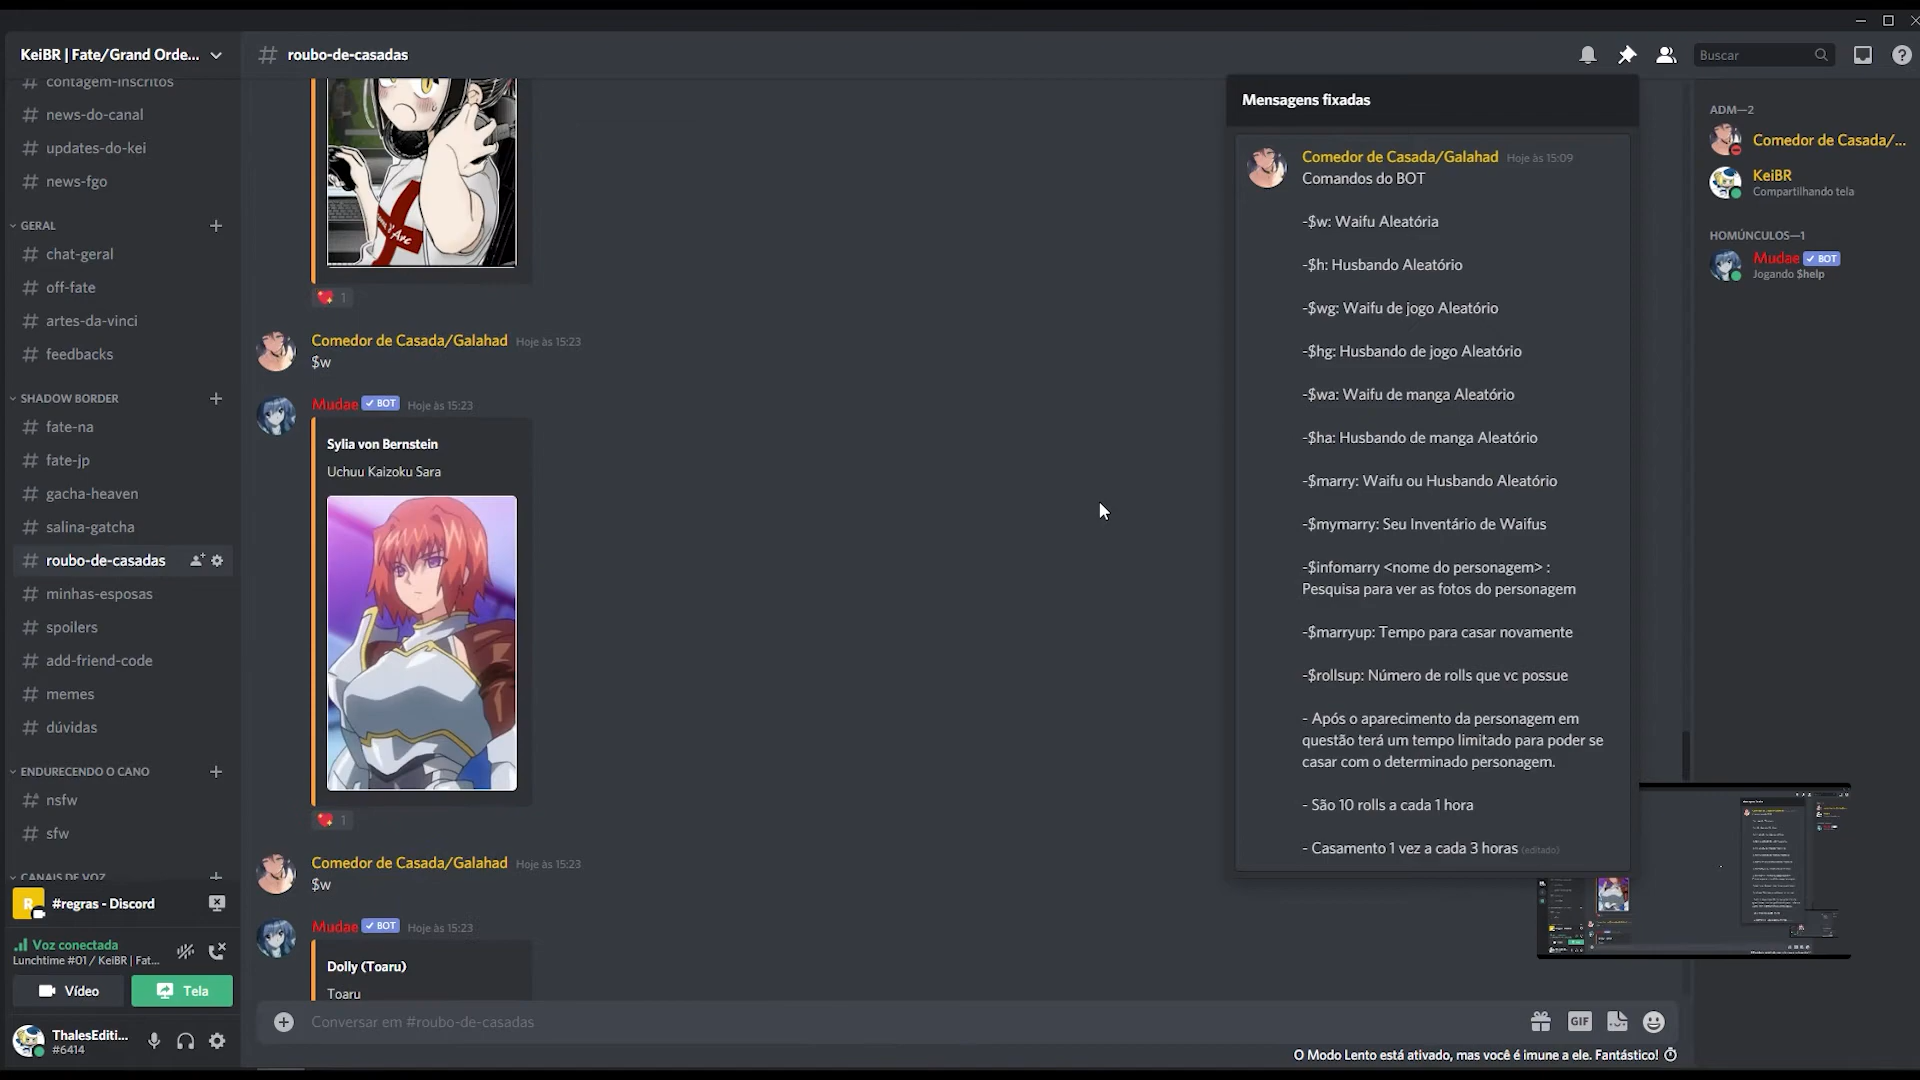 KeiBR | Fate/Grand Orde...
contagem-inscritos
news-do-canal
updates-do-kei
news-fgo
GERAL
chat-geral
off-fate
artes-da-vinci
feedbacks
SHADOW BORDER
fate-na
fate-jp
gacha-heaven
salina-gatcha
roubo-de-casadas
minhas-esposas
spoilers
add-friend-code
memes
dúvidas
ENDURECENDO O CANO
nsfw
sfw
CANAIS DE VOZ
R
#regras - Discord
Voz conectada
Lunchtime #01 / KeiBR | Fat...
Vídeo
Tela
ThalesEditi...
#6414
roubo-de-casadas
Buscar
1
Comedor de Casada/Galahad Hoje às 15:23
$w
Mudae BOT Hoje às 15:23
Sylia von Bernstein
Uchuu Kaizoku Sara
1
Comedor de Casada/Galahad Hoje às 15:23
$w
Mudae BOT Hoje às 15:23
Dolly (Toaru)
Toaru
Conversar em #roubo-de-casadas
GIF
O Modo Lento está ativado, mas você é imune a ele. Fantástico!
Mensagens fixadas
Comedor de Casada/Galahad Hoje às 15:09
Comandos do BOT
-$w: Waifu Aleatória
-$h: Husbando Aleatório
-$wg: Waifu de jogo Aleatório
-$hg: Husbando de jogo Aleatório
-$wa: Waifu de manga Aleatório
-$ha: Husbando de manga Aleatório
-$marry: Waifu ou Husbando Aleatório
-$mymarry: Seu Inventário de Waifus
-$infomarry <nome do personagem> :
Pesquisa para ver as fotos do personagem
-$marryup: Tempo para casar novamente
-$rollsup: Número de rolls que vc possue
- Após o aparecimento da personagem em
questão terá um tempo limitado para poder se
casar com o determinado personagem.
- São 10 rolls a cada 1 hora
- Casamento 1 vez a cada 3 horas (editado)
ADM—2
Comedor de Casada/...
KeiBR
Compartilhando tela
HOMÚNCULOS—1
Mudae BOT
Jogando $help